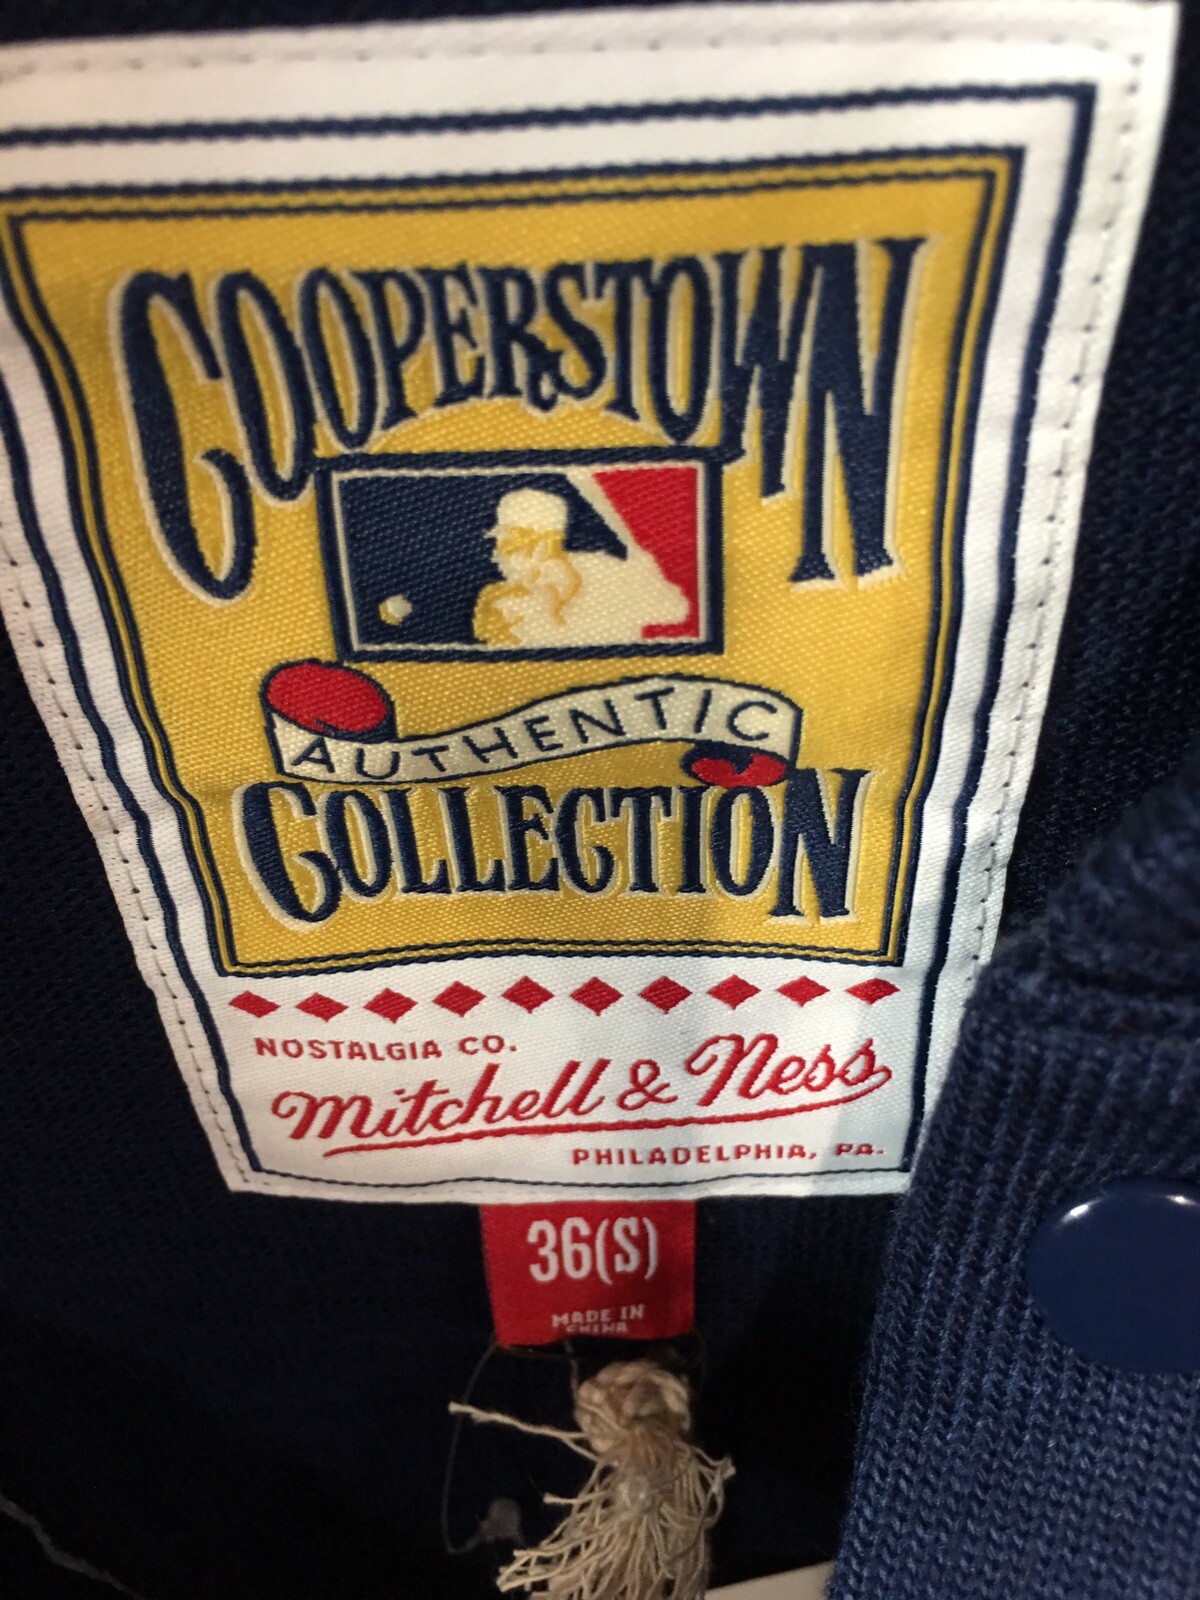 COOPERSTOWN
AUTHENTIC
COLLECTION
NOSTALGIA CO.
Mitchell & Ness
PHILADELPHIA, PA.
36(S)
MADE IN
CHINA